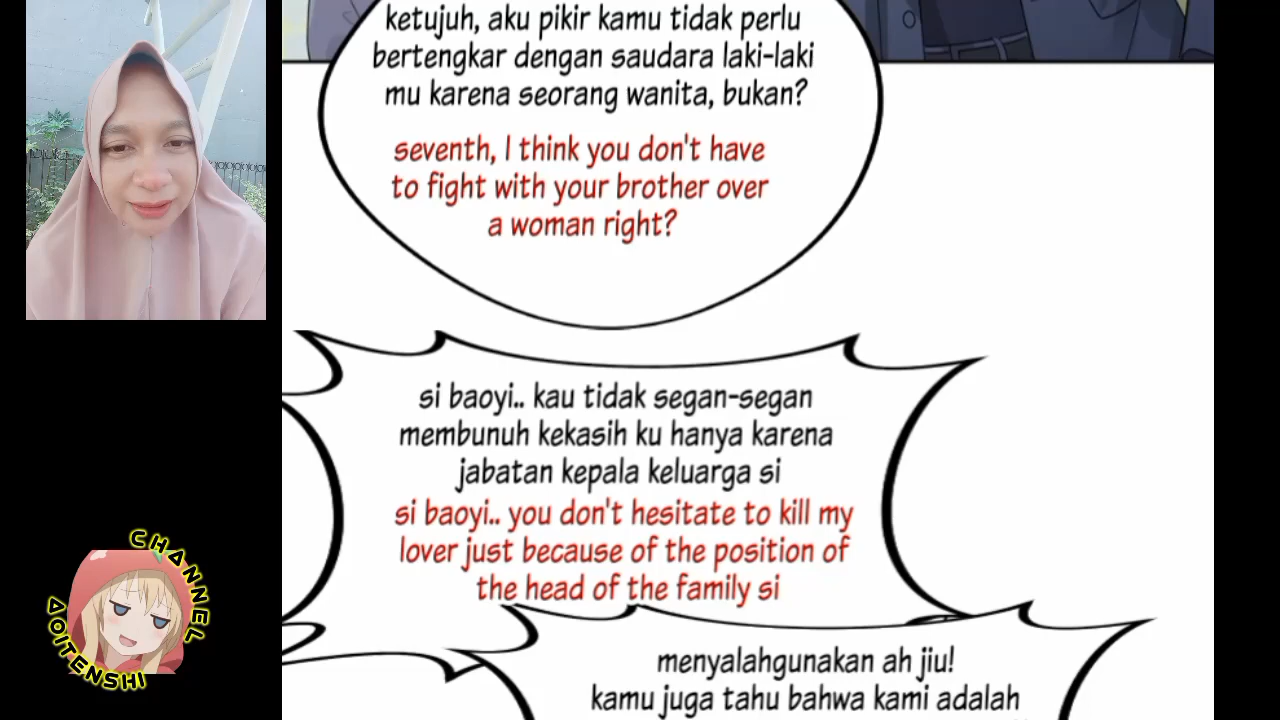 ketujuh, aku pikir kamu tidak perlu
bertengkar dengan saudara laki-laki
mu karena seorang wanita, bukan?
seventh, I think you don't have
to fight with your brother over
a woman right?
si baoyi.. kau tidak segan-segan
membunuh kekasih ku hanya karena
jabatan kepala keluarga si
si baoyi.. you don't hesitate to kill my
lover just because of the position of
the head of the family si
menyalahgunakan ah jiu!
kamu juga tahu bahwa kami adalah
CHANNEL
AOITENSHI